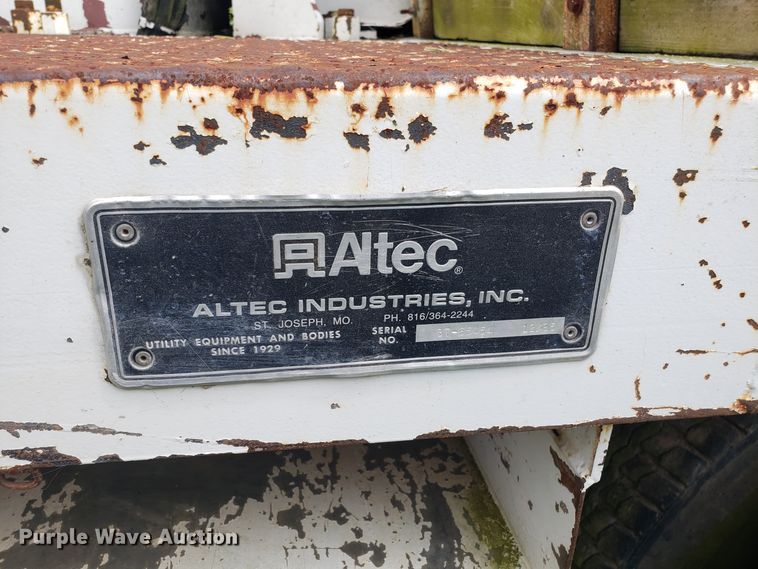 Altec®
ALTEC INDUSTRIES, INC.
ST. JOSEPH, MO. PH. 816/364-2244
UTILITY EQUIPMENT AND BODIES
SINCE 1929
SERIAL
NO.
Purple Wave Auction